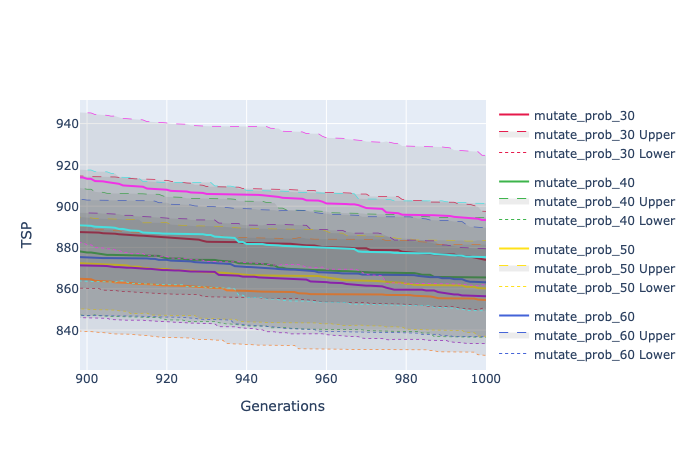 940
920
900
880
860
840
TSP
900
920
940
960
980
1000
Generations
mutate_prob_30
mutate_prob_30 Upper
mutate_prob_30 Lower
mutate_prob_40
mutate_prob_40 Upper
mutate_prob_40 Lower
mutate_prob_50
mutate_prob_50 Upper
mutate_prob_50 Lower
mutate_prob_60
mutate_prob_60 Upper
mutate_prob_60 Lower